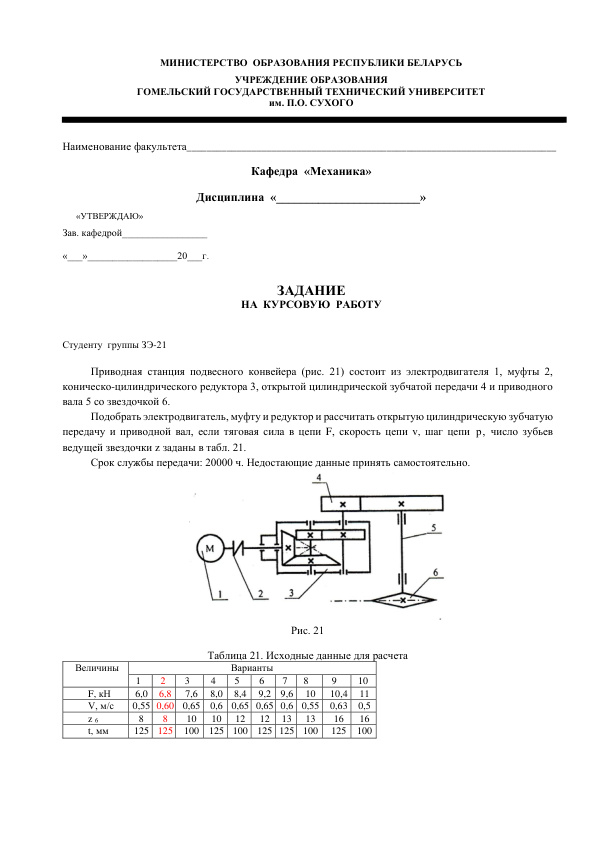 МИНИСТЕРСТВО ОБРАЗОВАНИЯ РЕСПУБЛИКИ БЕЛАРУСЬ
УЧРЕЖДЕНИЕ ОБРАЗОВАНИЯ
ГОМЕЛЬСКИЙ ГОСУДАРСТВЕННЫЙ ТЕХНИЧЕСКИЙ УНИВЕРСИТЕТ
им. П.О. СУХОГО
Наименование факультета____________________
Кафедра «Механика»
Дисциплина «________________________»
«УТВЕРЖДАЮ»
Зав. кафедрой_________________
«___»__________________20___г.
ЗАДАНИЕ
НА КУРСОВУЮ РАБОТУ
Студенту группы ЗЭ-21
Приводная станция подвесного конвейера (рис. 21) состоит из электродвигателя 1, муфты 2,
коническо-цилиндрического редуктора 3, открытой цилиндрической зубчатой передачи 4 и приводного
вала 5 со звездочкой 6.
Подобрать электродвигатель, муфту и редуктор и рассчитать открытую цилиндрическую зубчатую
передачу и приводной вал, если тяговая сила в цепи F, скорость цепи v, шаг цепи p, число зубьев
ведущей звездочки z заданы в табл. 21.
Срок службы передачи: 20000 ч. Недостающие данные принять самостоятельно.
4
М
5
6
1
2
3
Рис. 21
Таблица 21. Исходные данные для расчета
Величины Варианты
1 2 3 4 5 6 7 8 9 10
F, кН 6,0 6,8 7,6 8,0 8,4 9,2 9,6 10 10,4 11
V, м/с 0,55 0,60 0,65 0,6 0,65 0,65 0,6 0,55 0,63 0,5
z 6 8 8 10 10 12 12 13 13 16 16
t, мм 125 125 100 125 100 125 125 100 125 100